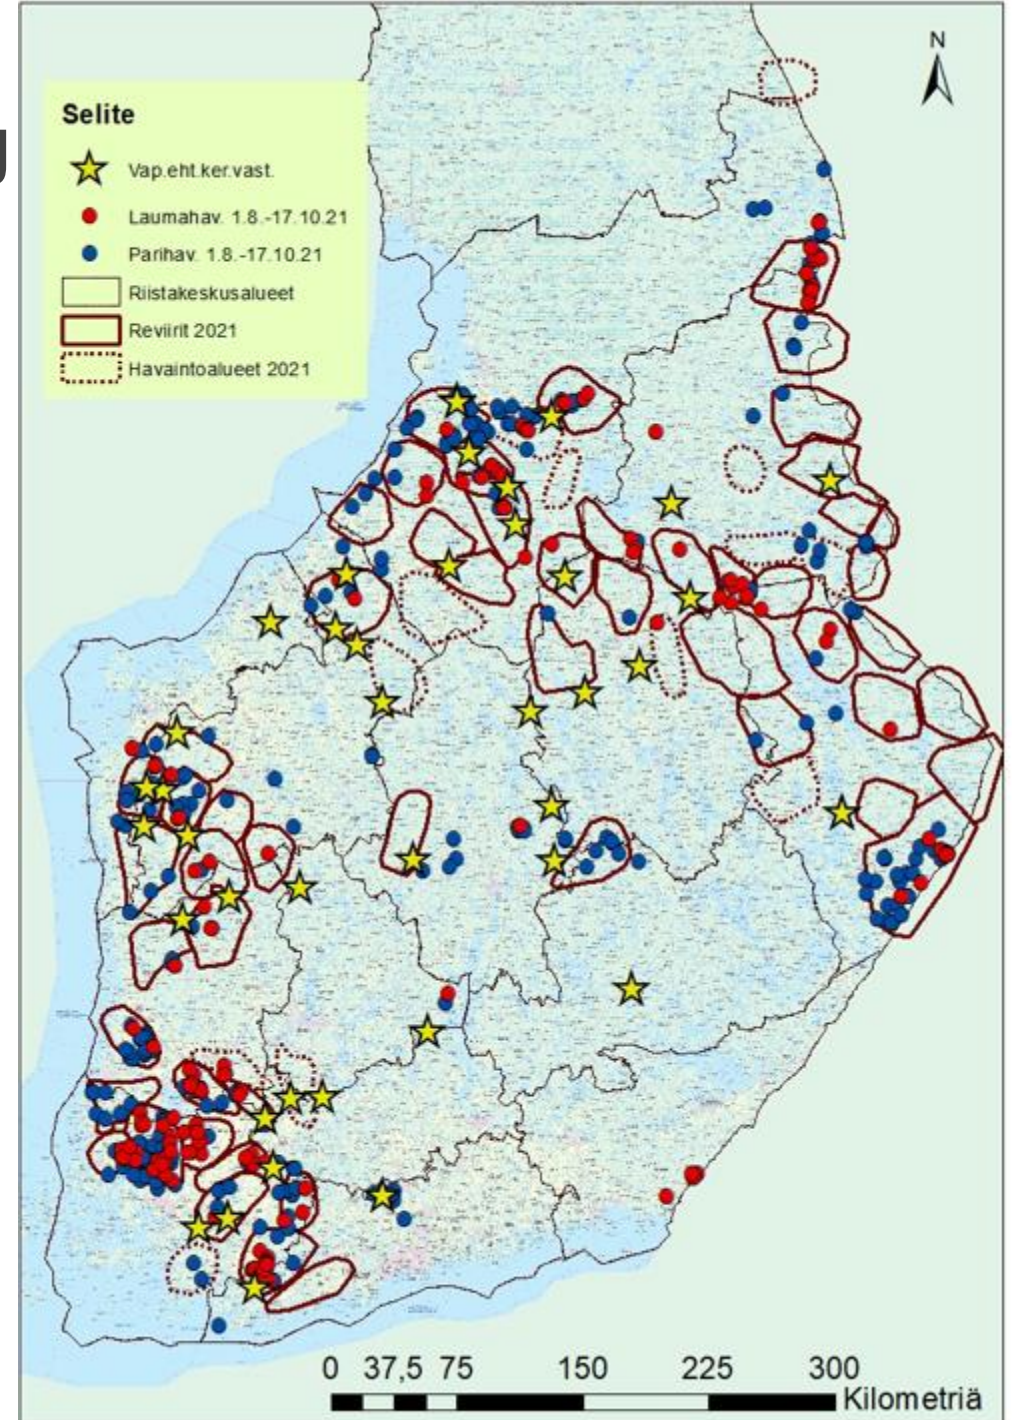 N
Selite
Vap.eht.ker.vast.
Laumahav. 1.8.-17.10.21
Parihav. 1.8.-17.10.21
Riistakeskusalueet
Reviirit 2021
Havaintoalueet 2021
0 37,5 75 150 225 300
Kilometriä